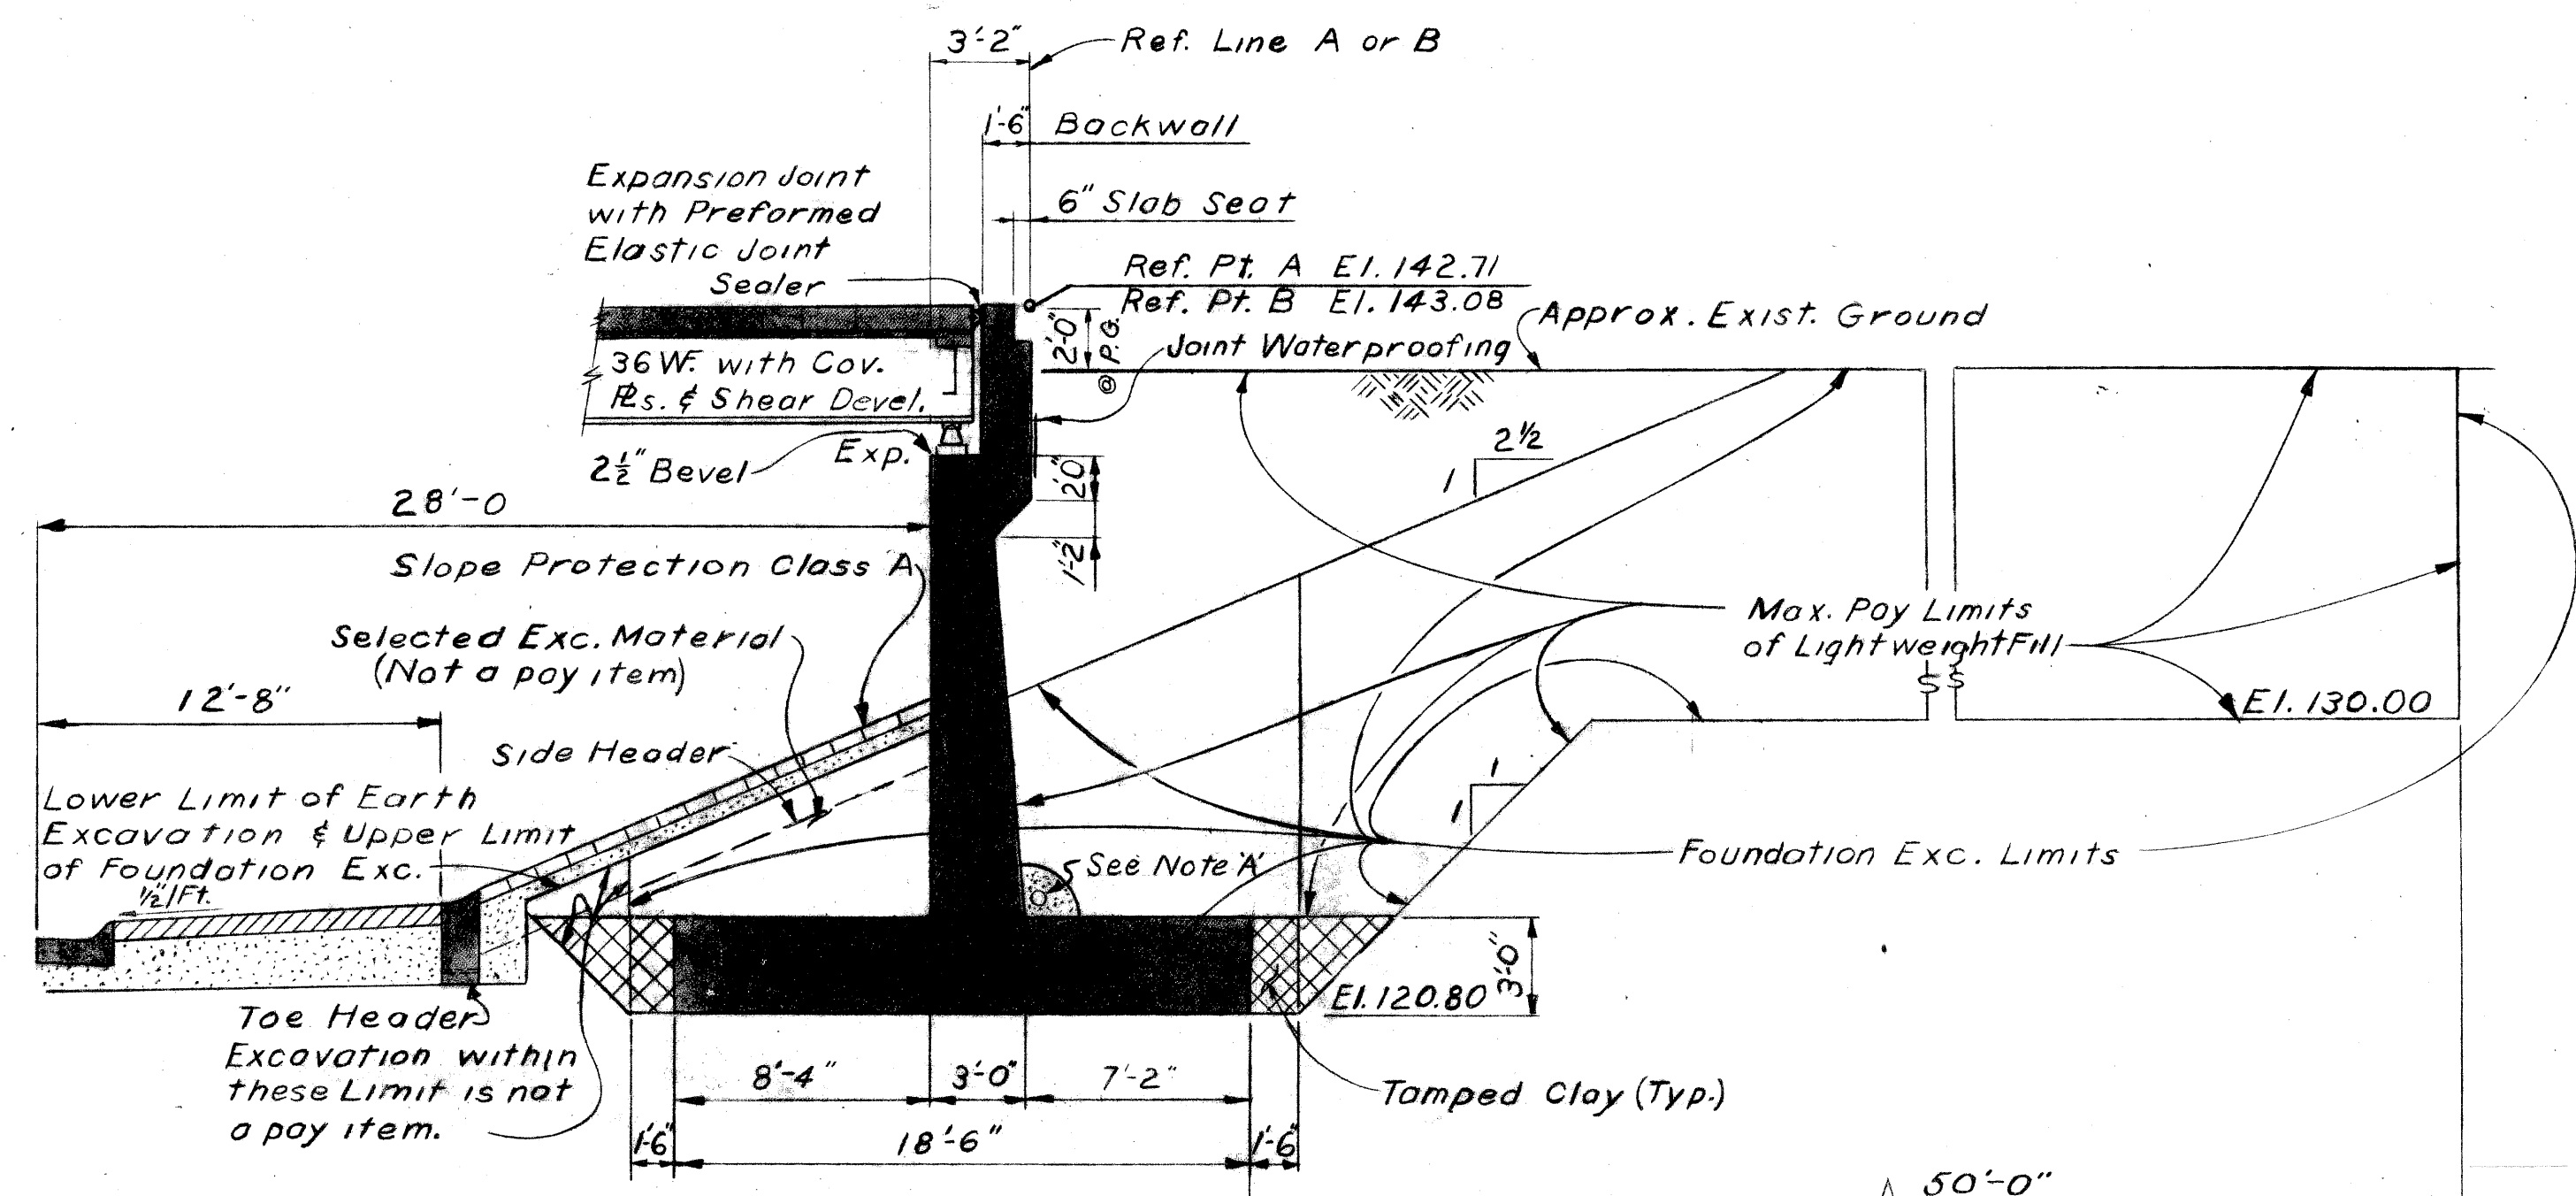 3'-2"
Ref. Line A or B
1'-6"
Backwall
Expansion Joint
with Preformed
Elastic Joint
Sealer
6" Slab Seat
Ref. Pt. A El. 142.71
Ref. Pt. B El. 143.08
Approx. Exist. Ground
2'-0"
@ P.G.
Joint Waterproofing
36 WF. with Cov.
PLs. & Shear Devel.
Exp.
2½" Bevel
2'0"
1'-2"
2½
1
28'-0
Slope Protection Class A
Selected Exc. Material
(Not a pay item)
12'-8"
Side Header
Max. Pay Limits
of Lightweight Fill
El. 130.00
Lower Limit of Earth
Excavation & Upper Limit
of Foundation Exc.
½"/Ft.
1
1
See Note 'A'
Foundation Exc. Limits
El. 120.80
3'-0"
Toe Header
Excavation within
these Limit is not
a pay item.
8'-4"
3'-0"
7'-2"
Tamped Clay (Typ.)
1'-6"
18'-6"
1'-6"
50'-0"